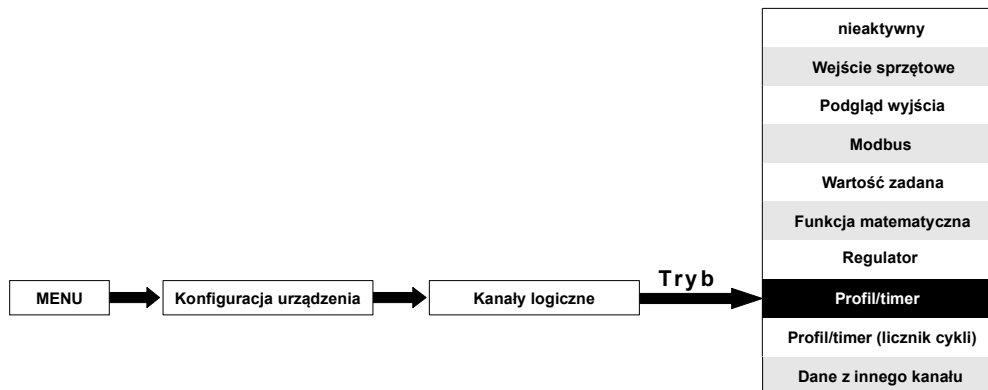 nieaktywny
Wejście sprzętowe
Podgląd wyjścia
Modbus
Wartość zadana
Funkcja matematyczna
Regulator
MENU
Konfiguracja urządzenia
Kanały logiczne
Tryb
Profil/timer
Profil/timer (licznik cykli)
Dane z innego kanału